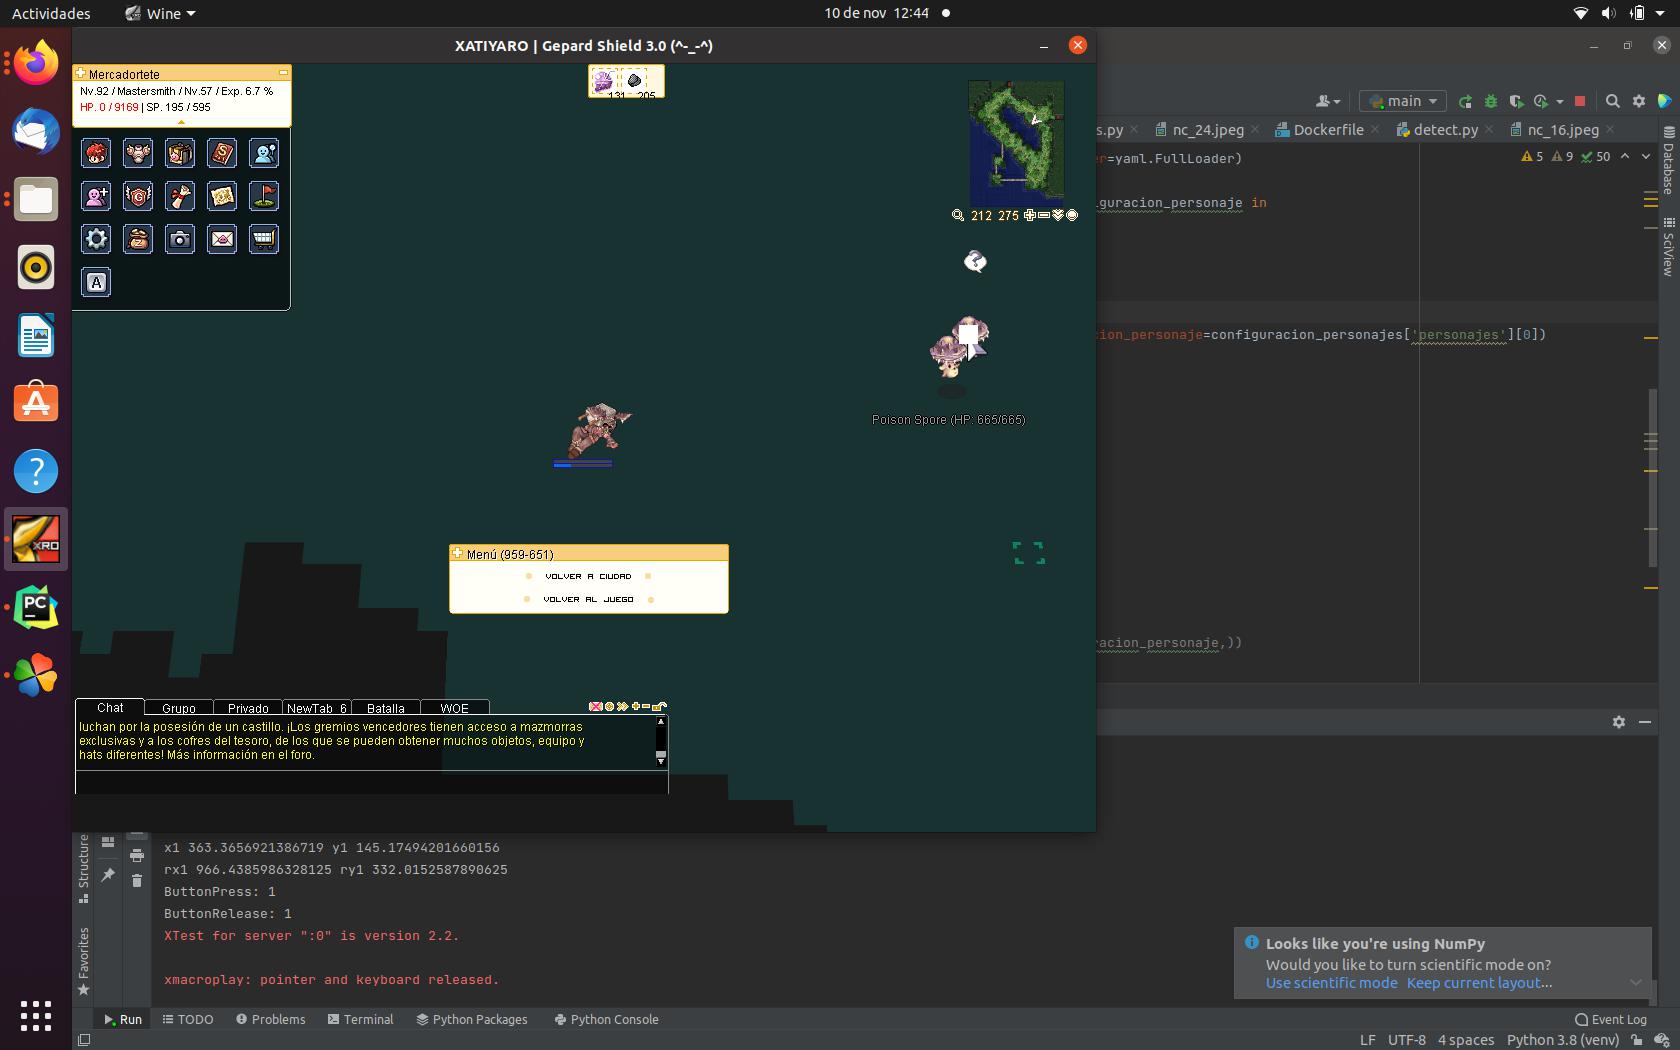 Actividades
Wine
10 de nov 12:44
XATIYARO | Gepard Shield 3.0 (^-_-^)
Mercadortete
Nv.92 / Mastersmith / Nv.57 / Exp. 6.7 %
HP. 0 / 9169 | SP. 195 / 595
131 205
212 275
A
Poison Spore (HP: 665/665)
Menú (959-651)
VOLVER A CIUDAD
VOLVER AL JUEGO
Chat Grupo Privado NewTab 6 Batalla WOE
luchan por la posesión de un castillo. ¡Los gremios vencedores tienen acceso a mazmorras
exclusivas y a los cofres del tesoro, de los que se pueden obtener muchos objetos, equipo y
hats diferentes! Más información en el foro.
XRO
PC
main
s.py nc_24.jpeg Dockerfile detect.py nc_16.jpeg
r=yaml.FullLoader)
5 9 50
iguracion_personaje in
cion_personaje=configuracion_personajes['personajes'][0])
racion_personaje,))
Database
SciView
Structure
Favorites
x1 363.3656921386719 y1 145.17494201660156
rx1 966.4385986328125 ry1 332.0152587890625
ButtonPress: 1
ButtonRelease: 1
XTest for server ":0" is version 2.2.
xmacroplay: pointer and keyboard released.
Looks like you're using NumPy
Would you like to turn scientific mode on?
Use scientific mode Keep current layout...
Run TODO Problems Terminal Python Packages Python Console
Event Log
LF UTF-8 4 spaces Python 3.8 (venv)